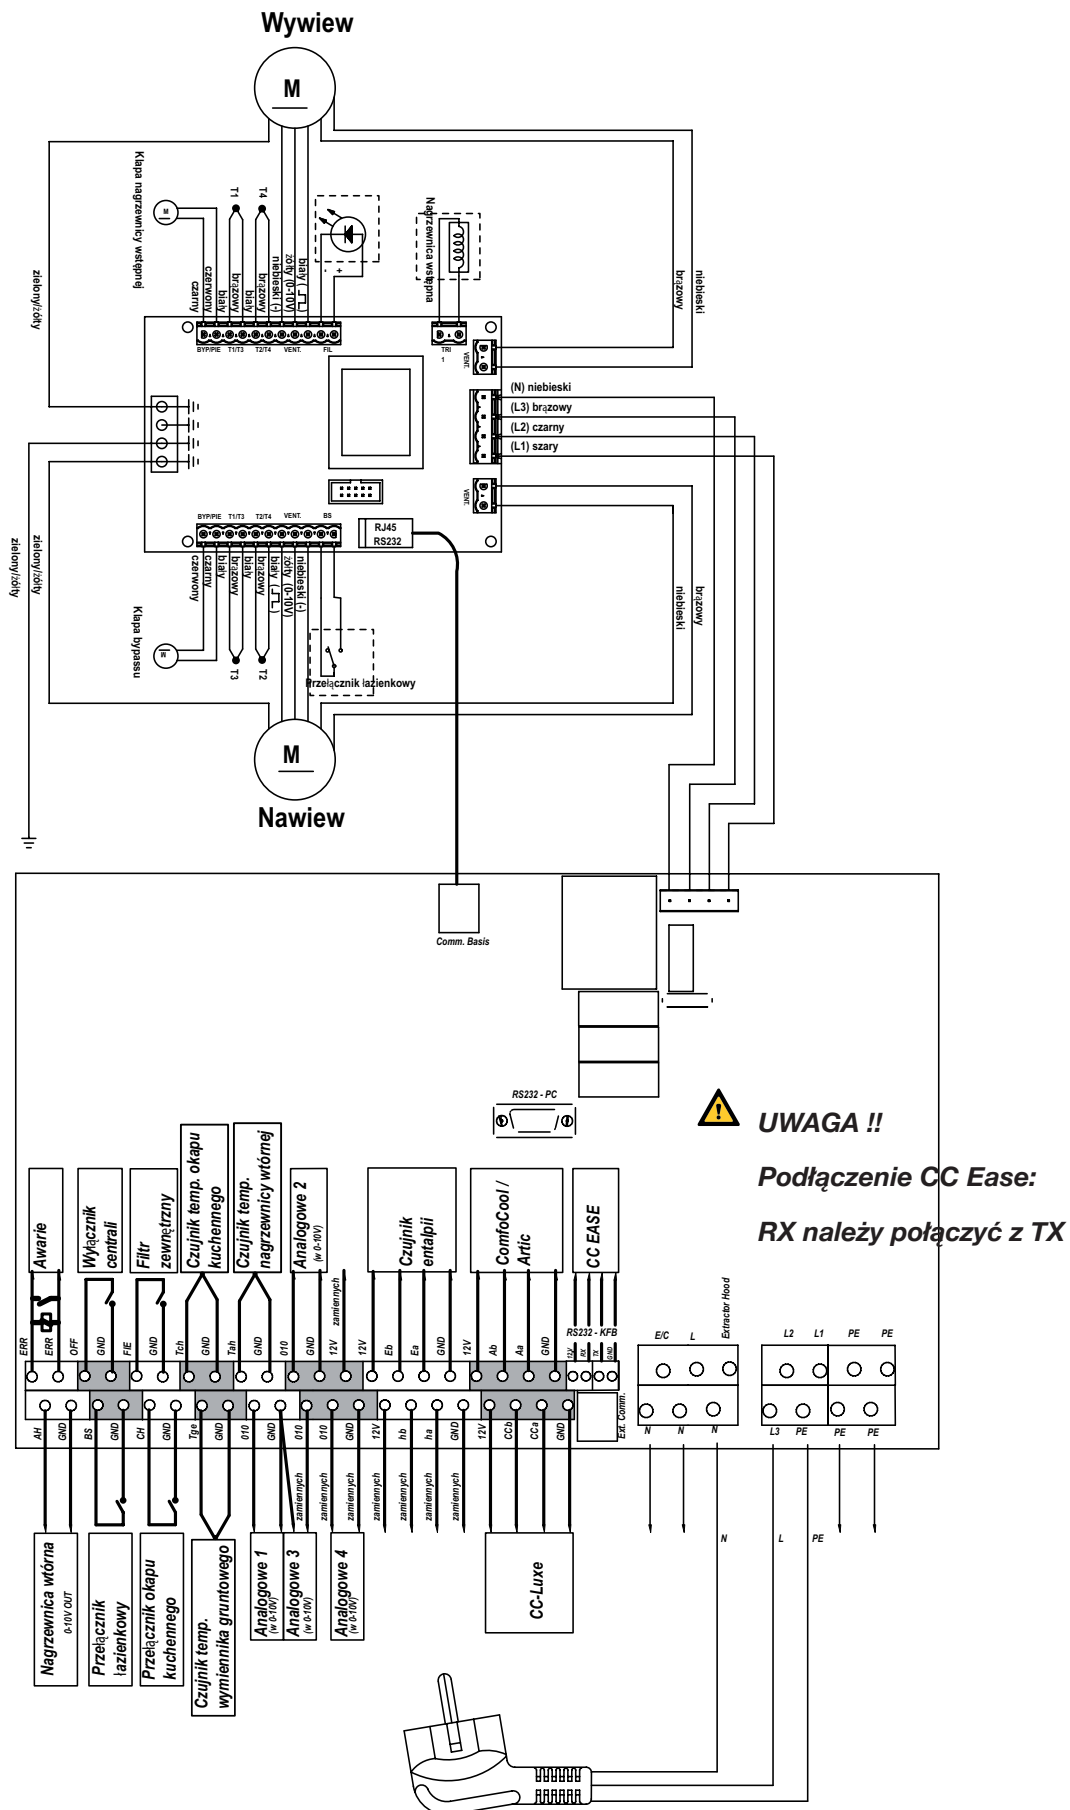 Wywiew
M
Klapa nagrzewnicy wstępnej
M
T1
T4
Nagrzewnica wstępna
zielony/żółty
czarny
czerwony
biały
brązowy
biały
brązowy
niebieski (-)
żółty (0-10V)
biały (
)
-
+
brązowy
niebieski
BYP/PIE
T1/T3
T2/T4
VENT.
FIL
TRI
1
VENT.
(N) niebieski
(L3) brązowy
(L2) czarny
(L1) szary
VENT.
BYP/PIE
T1/T3
T2/T4
VENT.
BS
RJ45
RS232
zielony/żółty
zielony/żółty
czerwony
czarny
biały
brązowy
biały
brązowy
biały (
)
żółty (0-10V)
niebieski (-)
niebieski
brązowy
Klapa bypassu
M
T3
T2
Przełącznik łazienkowy
M
Nawiew
Comm. Basis
RS232 - PC
UWAGA !!
Podłączenie CC Ease:
RX należy połączyć z TX
Awarie
Wyłącznik
centrali
Filtr
zewnętrzny
Czujnik temp. okapu
kuchennego
Czujnik temp.
nagrzewnicy wtórnej
Analogowe 2
(w 0-10V)
zamiennych
Czujnik
entalpii
ComfoCool /
Artic
CC EASE
RS232 - KFB
ERR
ERR
OFF
GND
FIE
GND
Tch
GND
Tah
GND
010
GND
12V
12V
Eb
Ea
GND
12V
Ab
Aa
GND
12V
RX
TX
GND
E/C
L
Extractor Hood
L2
L1
PE
PE
AH
GND
BS
GND
CH
GND
Tge
GND
010
GND
010
010
GND
12V
hb
ha
GND
12V
CCb
CCa
GND
Ext. Comm.
N
N
N
L3
PE
PE
PE
zamiennych
zamiennych
zamiennych
zamiennych
zamiennych
zamiennych
zamiennych
Nagrzewnica wtórna
0-10V OUT
Przełącznik
łazienkowy
Przełącznik okapu
kuchennego
Czujnik temp.
wymiennika gruntowego
Analogowe 1
(w 0-10V)
Analogowe 3
(w 0-10V)
Analogowe 4
(w 0-10V)
CC-Luxe
N
L
PE